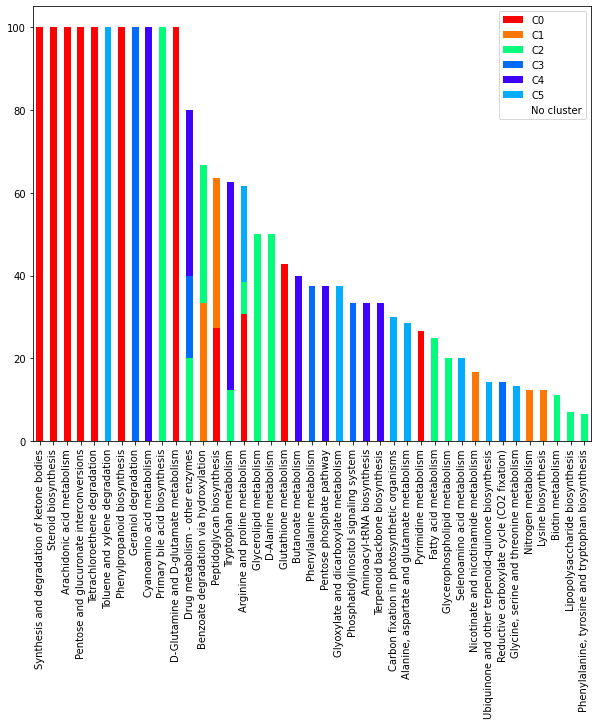 100
80
60
40
20
0
C0
C1
C2
C3
C4
C5
No cluster
Synthesis and degradation of ketone bodies
Steroid biosynthesis
Arachidonic acid metabolism
Pentose and glucuronate interconversions
Tetrachloroethene degradation
Toluene and xylene degradation
Phenylpropanoid biosynthesis
Geraniol degradation
Cyanoamino acid metabolism
Primary bile acid biosynthesis
D-Glutamine and D-glutamate metabolism
Drug metabolism - other enzymes
Benzoate degradation via hydroxylation
Peptidoglycan biosynthesis
Tryptophan metabolism
Arginine and proline metabolism
Glycerolipid metabolism
D-Alanine metabolism
Glutathione metabolism
Butanoate metabolism
Phenylalanine metabolism
Pentose phosphate pathway
Glyoxylate and dicarboxylate metabolism
Phosphatidylinositol signaling system
Aminoacyl-tRNA biosynthesis
Terpenoid backbone biosynthesis
Carbon fixation in photosynthetic organisms
Alanine, aspartate and glutamate metabolism
Pyrimidine metabolism
Fatty acid metabolism
Glycerophospholipid metabolism
Selenoamino acid metabolism
Nicotinate and nicotinamide metabolism
Ubiquinone and other terpenoid-quinone biosynthesis
Reductive carboxylate cycle (CO2 fixation)
Glycine, serine and threonine metabolism
Nitrogen metabolism
Lysine biosynthesis
Biotin metabolism
Lipopolysaccharide biosynthesis
Phenylalanine, tyrosine and tryptophan biosynthesis